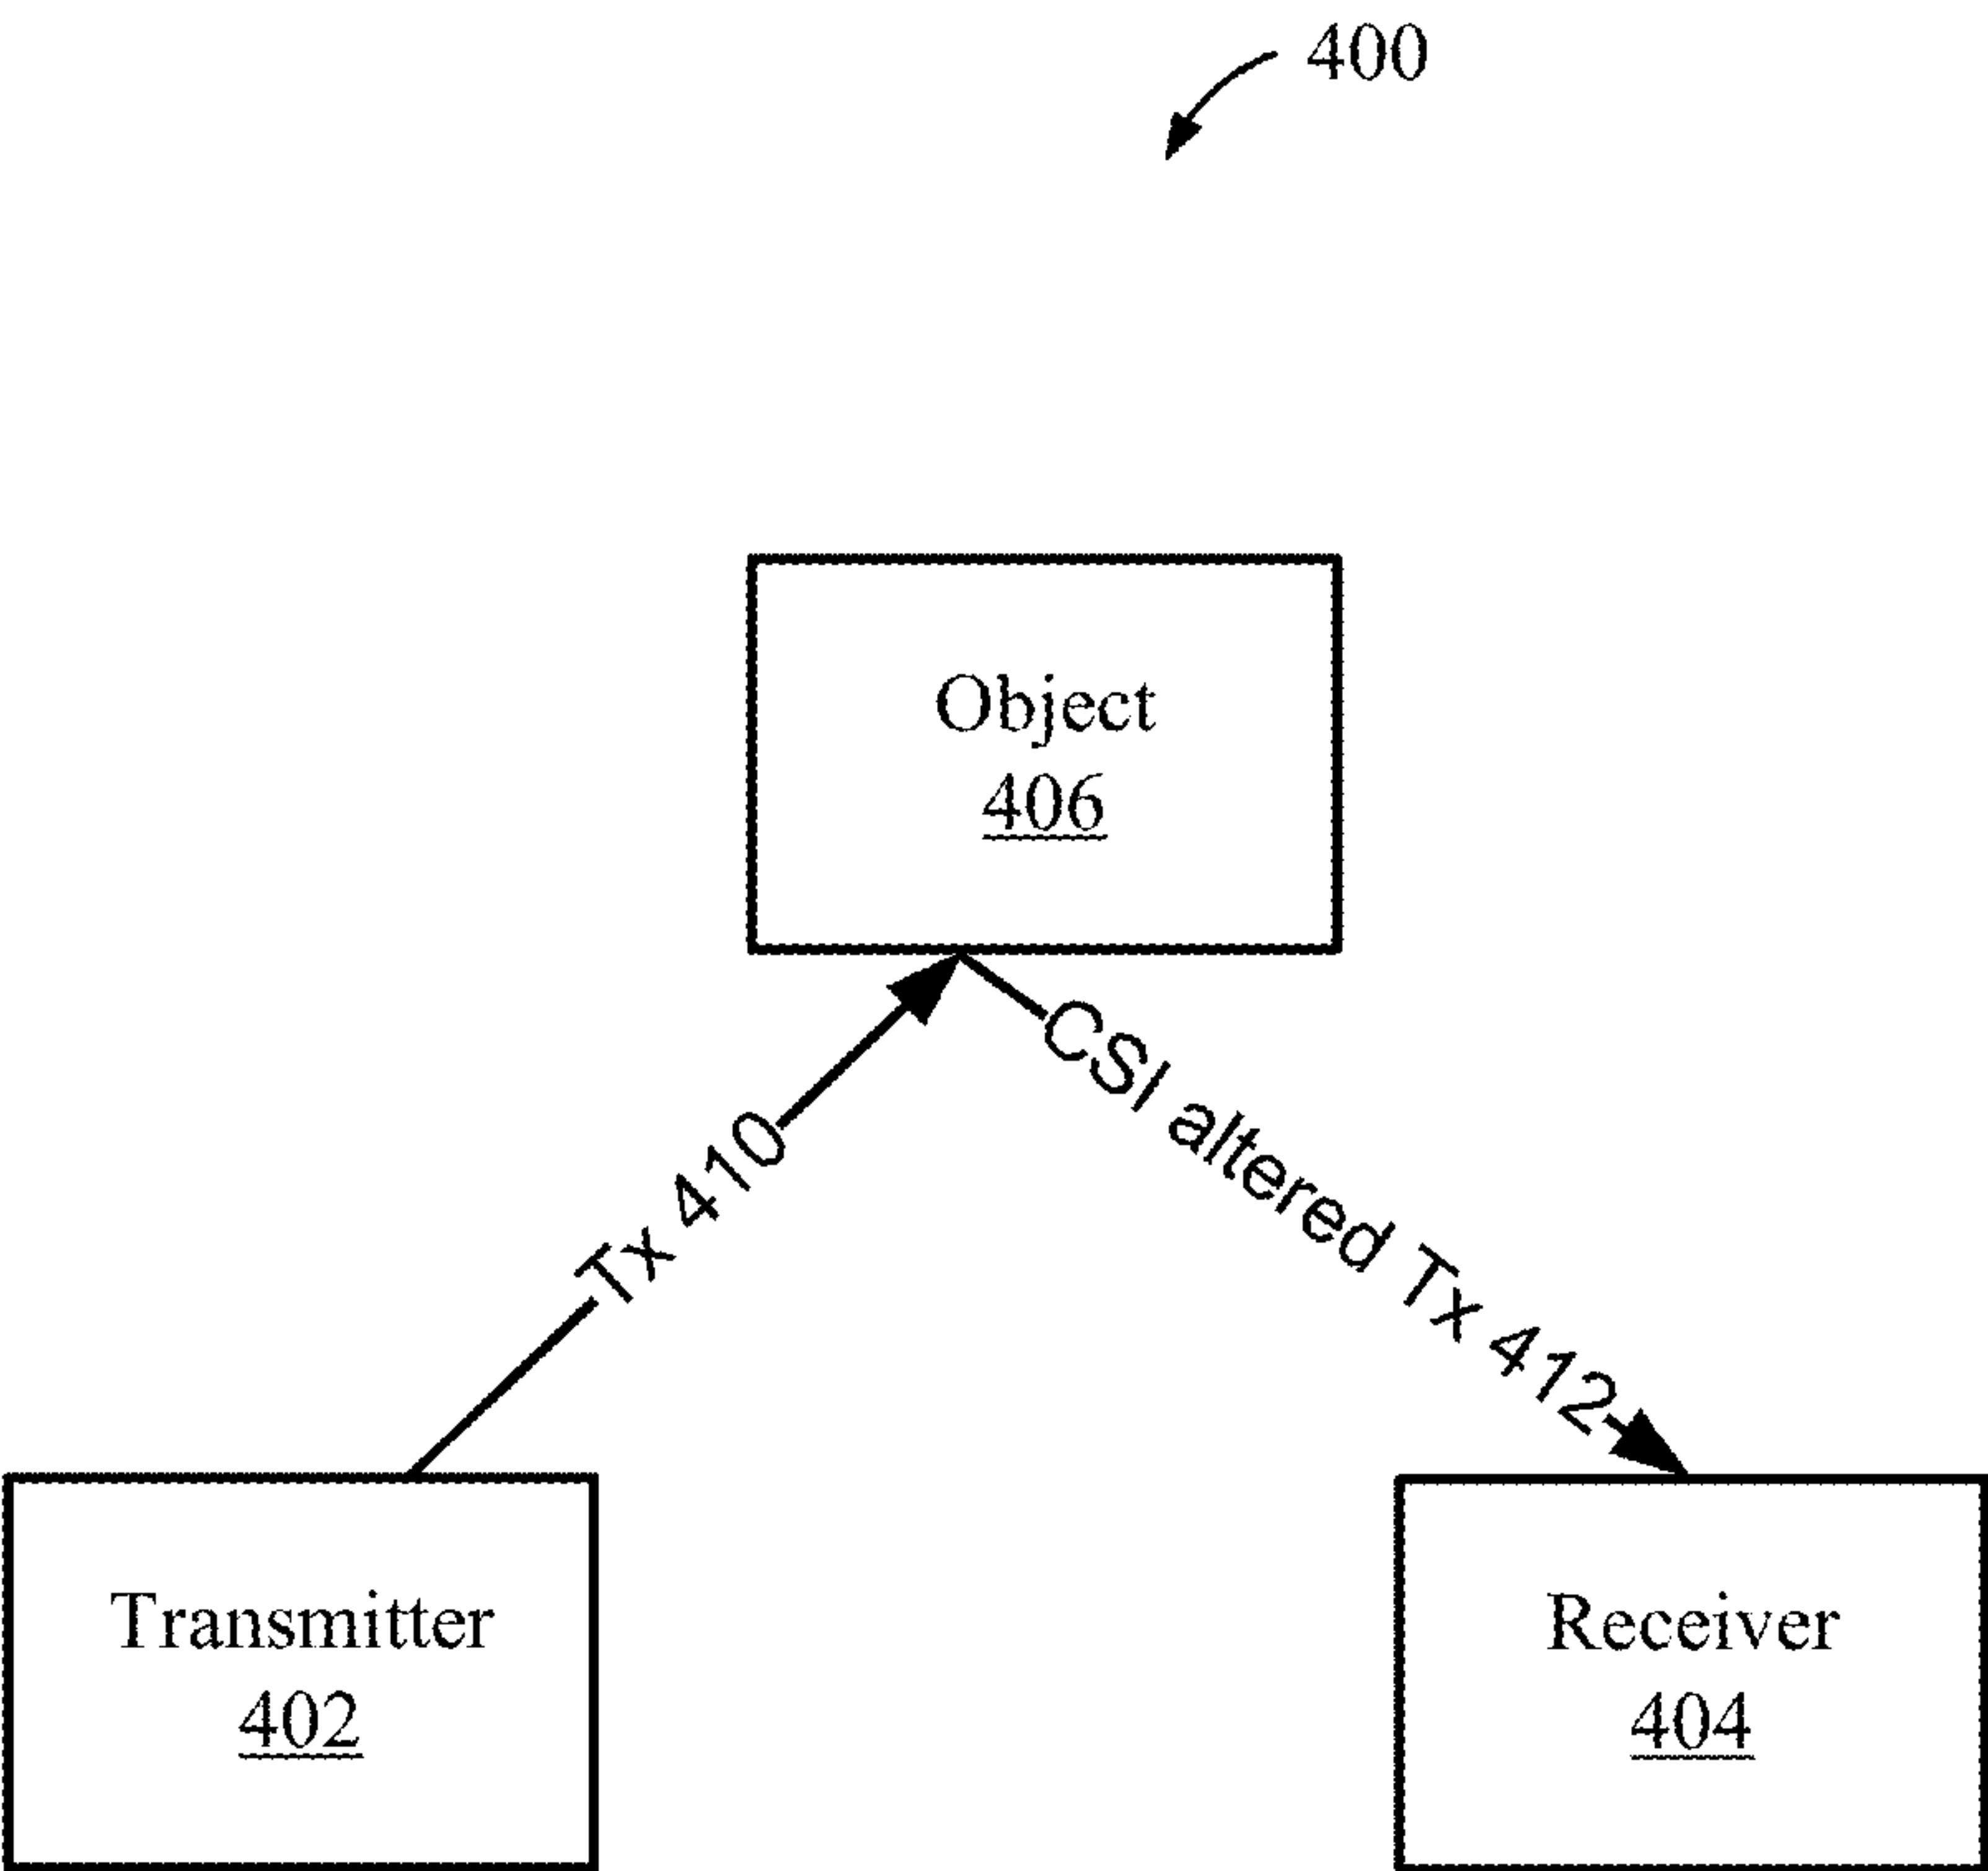 400
Object
406
Tx 410
CSI altered Tx 412
Transmitter
402
Receiver
404